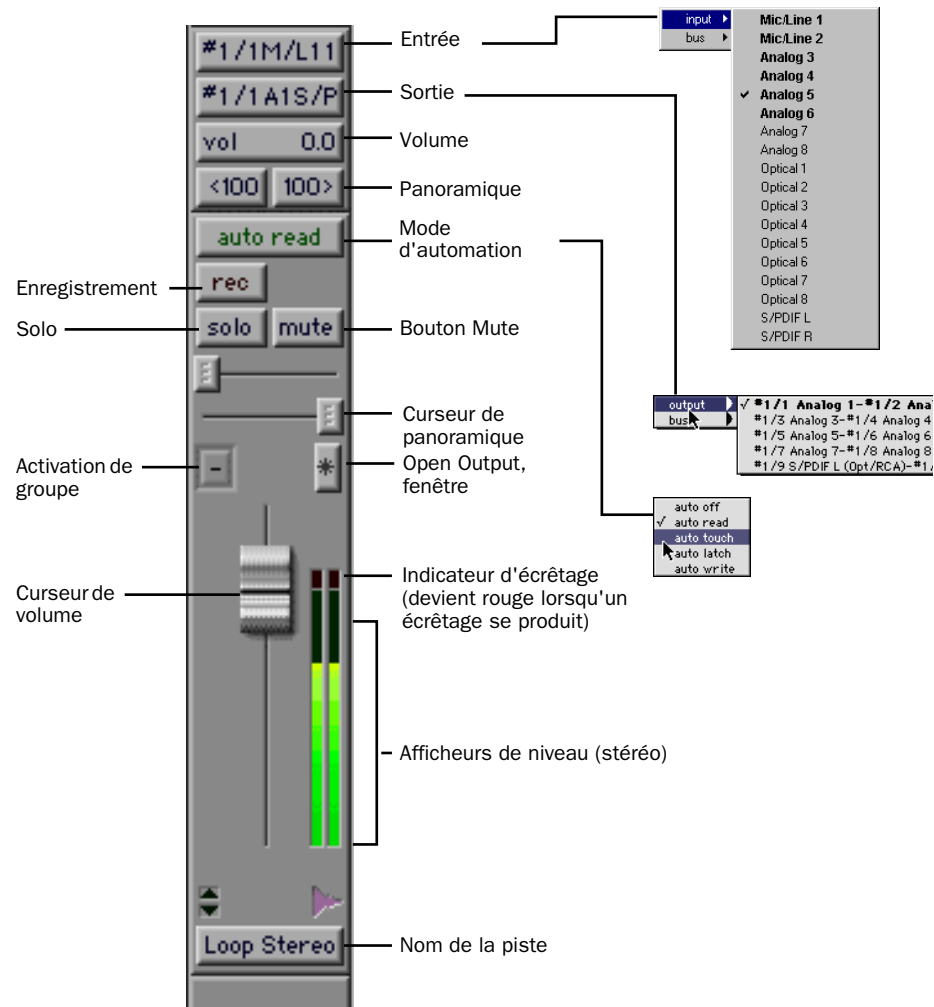 #1/1M/L11
#1/1A1S/P
vol 0.0
<100 100>
auto read
rec
solo mute
-
*
Loop Stereo
Enregistrement
Solo
Activation de
groupe
Curseur de
volume
Entrée
Sortie
Volume
Panoramique
Mode
d'automation
Bouton Mute
Curseur de
panoramique
Open Output,
fenêtre
Indicateur d'écrêtage
(devient rouge lorsqu'un
écrêtage se produit)
Afficheurs de niveau (stéréo)
Nom de la piste
input
bus
Mic/Line 1
Mic/Line 2
Analog 3
Analog 4
Analog 5
Analog 6
Analog 7
Analog 8
Optical 1
Optical 2
Optical 3
Optical 4
Optical 5
Optical 6
Optical 7
Optical 8
S/PDIF L
S/PDIF R
output
bus
#1/1 Analog 1-#1/2 Ana
#1/3 Analog 3-#1/4 Analog 4
#1/5 Analog 5-#1/6 Analog 6
#1/7 Analog 7-#1/8 Analog 8
#1/9 S/PDIF L (Opt/RCA)-#1/
auto off
auto read
auto touch
auto latch
auto write